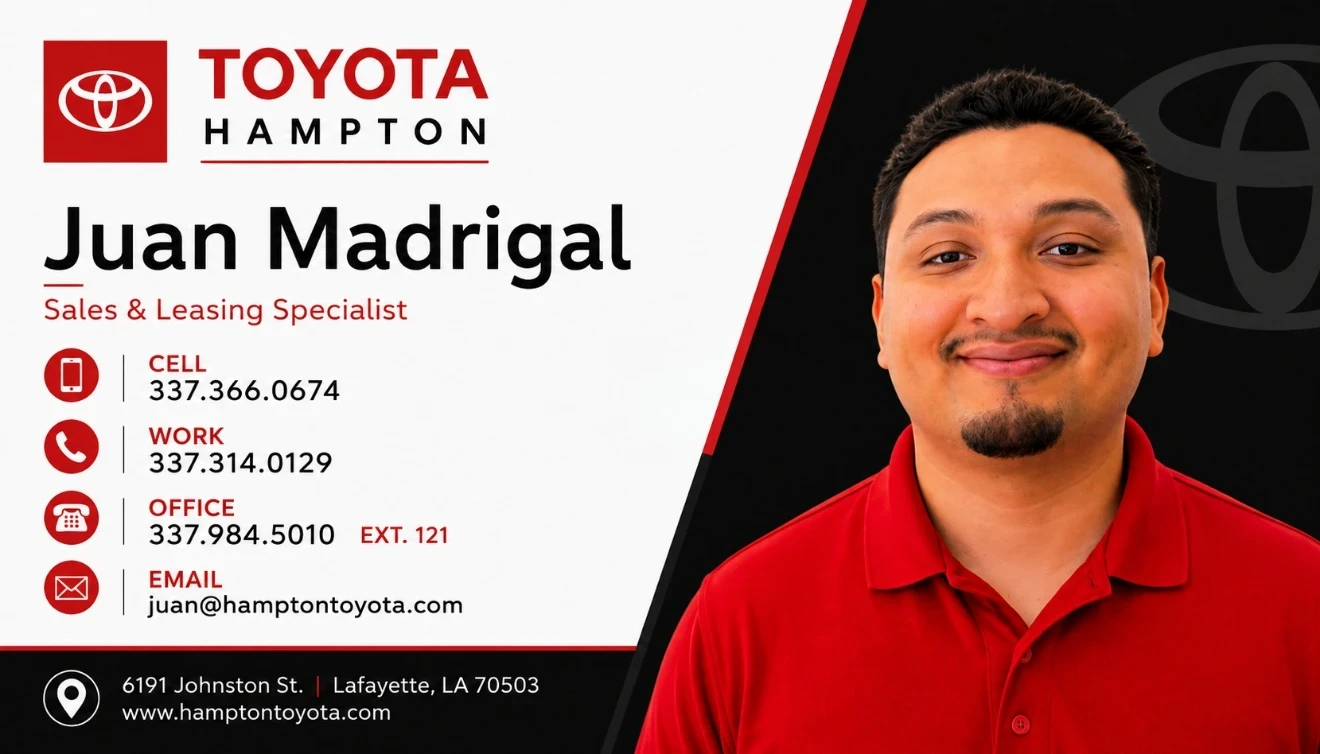 TOYOTA
HAMPTON
Juan Madrigal
Sales & Leasing Specialist
CELL
337.366.0674
WORK
337.314.0129
OFFICE
337.984.5010 EXT. 121
EMAIL
juan@hamptontoyota.com
6191 Johnston St. | Lafayette, LA 70503
www.hamptontoyota.com